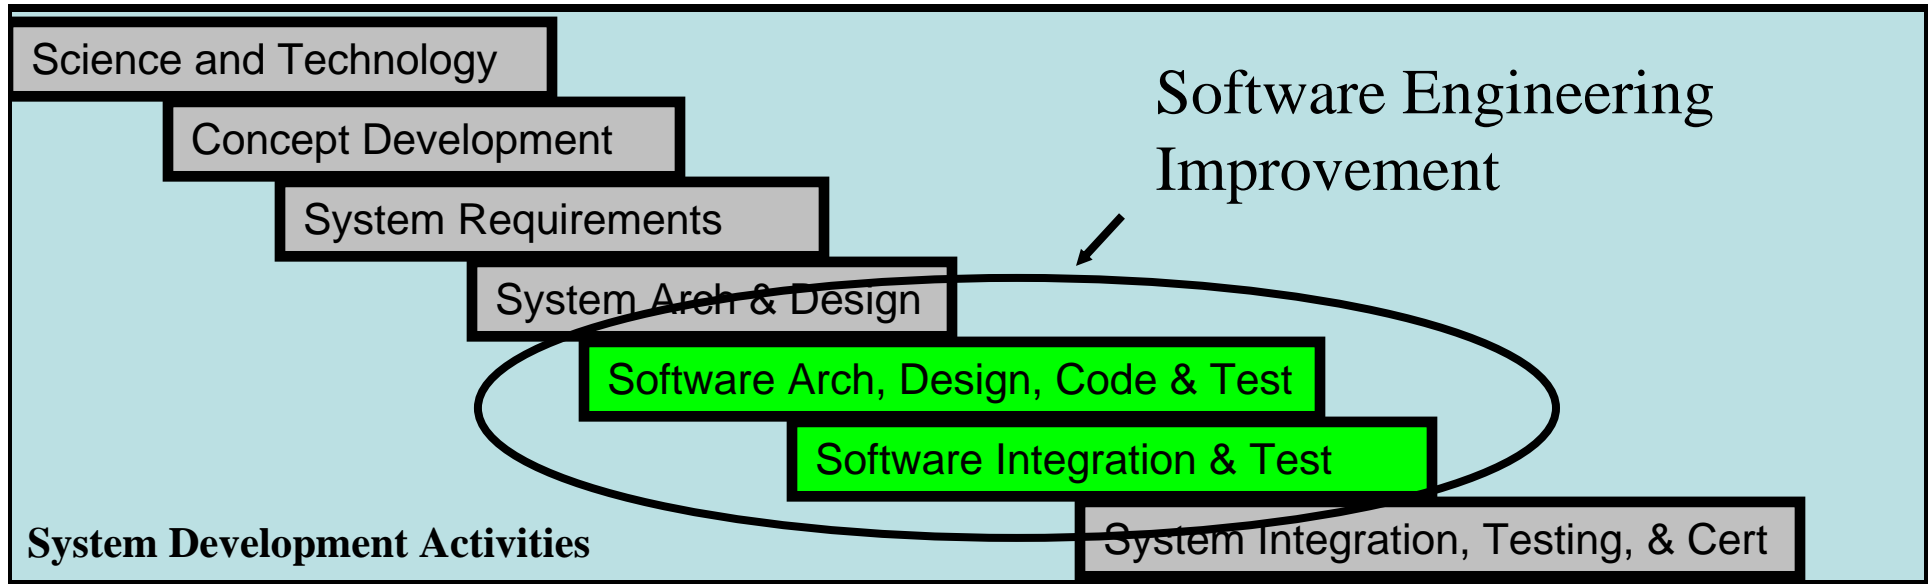 Science and Technology
Concept Development
System Requirements
System Arch & Design
Software Arch, Design, Code & Test
Software Integration & Test
System Integration, Testing, & Cert
Software Engineering
Improvement
System Development Activities